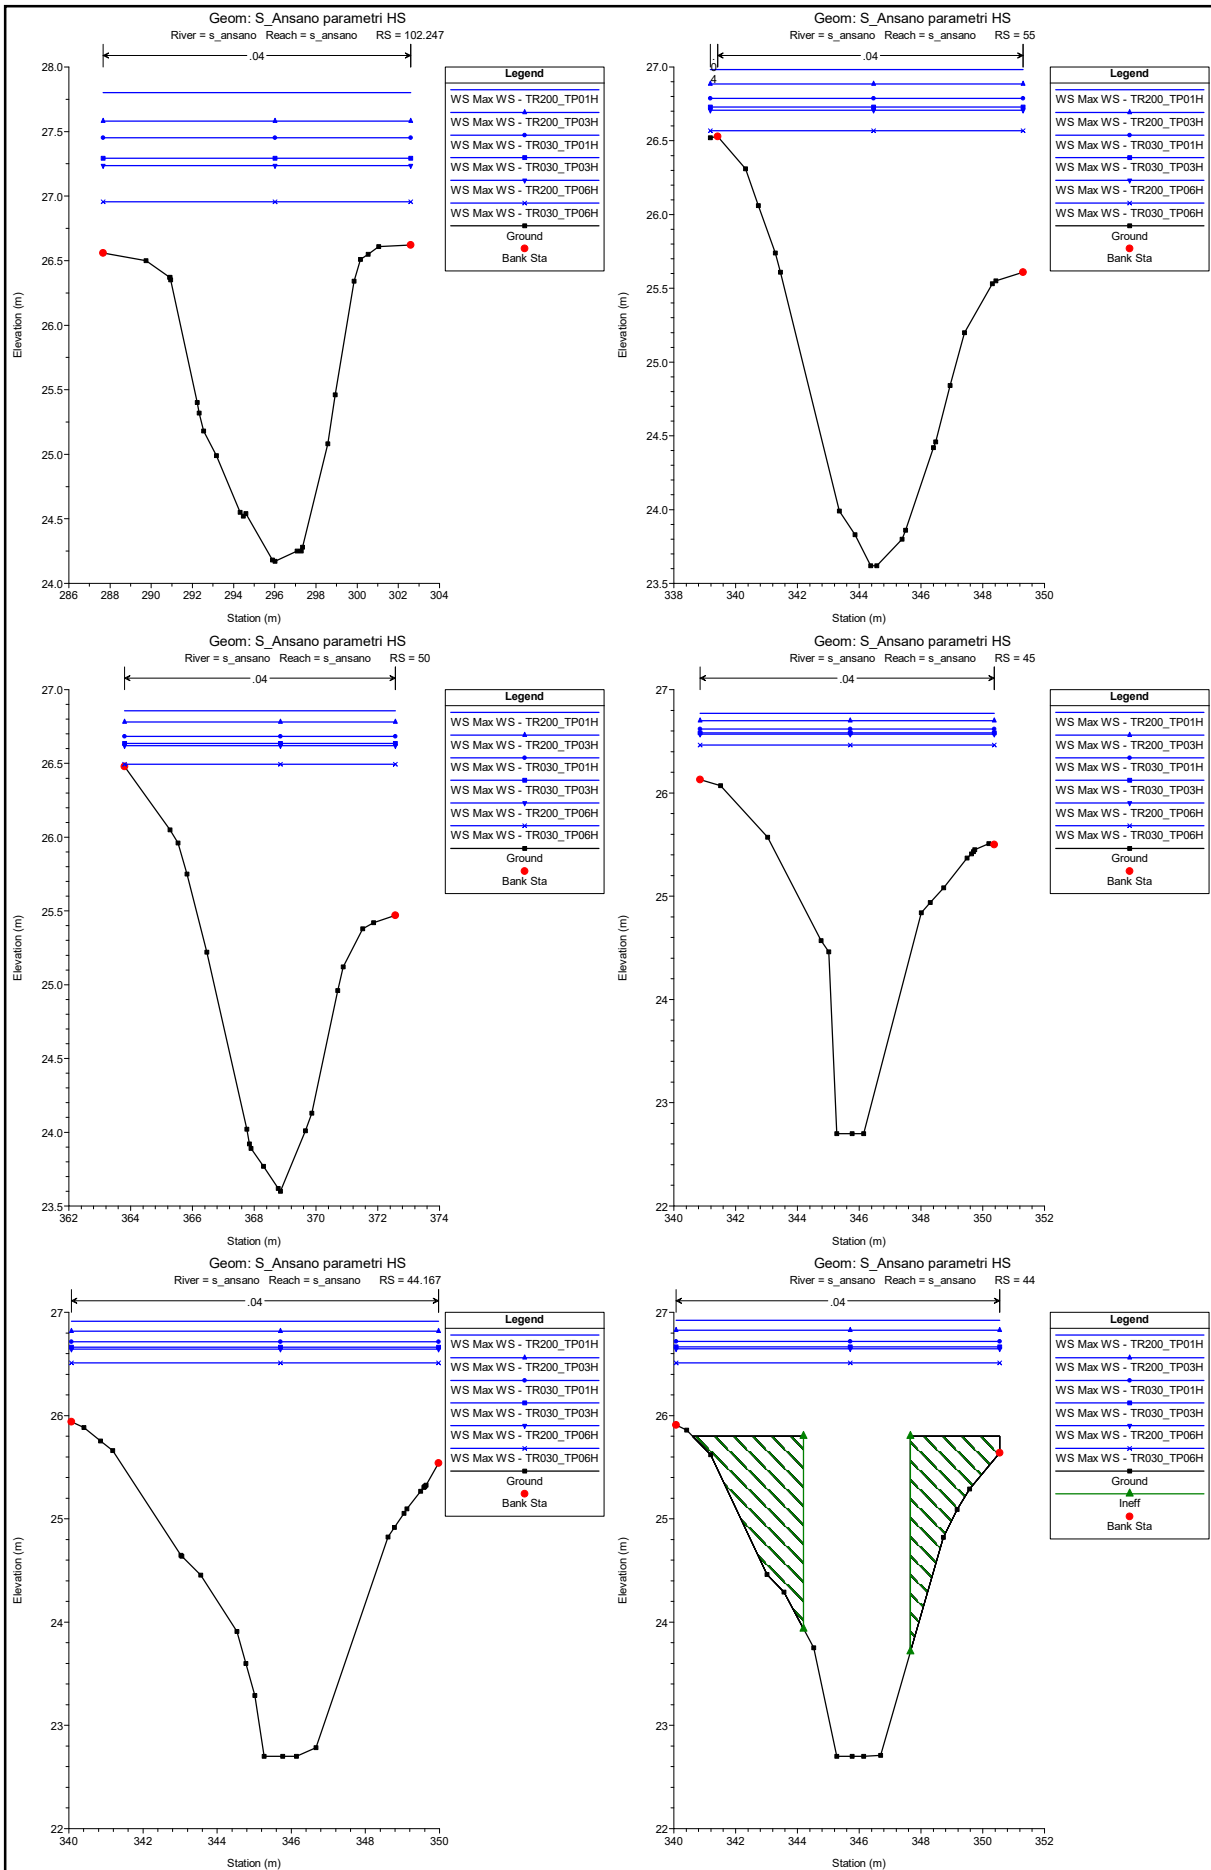 Geom: S_Ansano parametri HS
River = s_ansano Reach = s_ansano RS = 102.247
.04
28.0
27.5
27.0
26.5
26.0
25.5
25.0
24.5
24.0
Elevation (m)
286 288 290 292 294 296 298 300 302 304
Station (m)
Legend
WS Max WS - TR200_TP01H
WS Max WS - TR200_TP03H
WS Max WS - TR030_TP01H
WS Max WS - TR030_TP03H
WS Max WS - TR200_TP06H
WS Max WS - TR030_TP06H
Ground
Bank Sta
Geom: S_Ansano parametri HS
River = s_ansano Reach = s_ansano RS = 55
.04
.04
27.0
26.5
26.0
25.5
25.0
24.5
24.0
23.5
Elevation (m)
338 340 342 344 346 348 350
Station (m)
Legend
WS Max WS - TR200_TP01H
WS Max WS - TR200_TP03H
WS Max WS - TR030_TP01H
WS Max WS - TR030_TP03H
WS Max WS - TR200_TP06H
WS Max WS - TR030_TP06H
Ground
Bank Sta
Geom: S_Ansano parametri HS
River = s_ansano Reach = s_ansano RS = 50
.04
27.0
26.5
26.0
25.5
25.0
24.5
24.0
23.5
Elevation (m)
362 364 366 368 370 372 374
Station (m)
Legend
WS Max WS - TR200_TP01H
WS Max WS - TR200_TP03H
WS Max WS - TR030_TP01H
WS Max WS - TR030_TP03H
WS Max WS - TR200_TP06H
WS Max WS - TR030_TP06H
Ground
Bank Sta
Geom: S_Ansano parametri HS
River = s_ansano Reach = s_ansano RS = 45
.04
27
26
25
24
23
22
Elevation (m)
340 342 344 346 348 350 352
Station (m)
Legend
WS Max WS - TR200_TP01H
WS Max WS - TR200_TP03H
WS Max WS - TR030_TP01H
WS Max WS - TR030_TP03H
WS Max WS - TR200_TP06H
WS Max WS - TR030_TP06H
Ground
Bank Sta
Geom: S_Ansano parametri HS
River = s_ansano Reach = s_ansano RS = 44.167
.04
27
26
25
24
23
22
Elevation (m)
340 342 344 346 348 350
Station (m)
Legend
WS Max WS - TR200_TP01H
WS Max WS - TR200_TP03H
WS Max WS - TR030_TP01H
WS Max WS - TR030_TP03H
WS Max WS - TR200_TP06H
WS Max WS - TR030_TP06H
Ground
Bank Sta
Geom: S_Ansano parametri HS
River = s_ansano Reach = s_ansano RS = 44
.04
27
26
25
24
23
22
Elevation (m)
340 342 344 346 348 350 352
Station (m)
Legend
WS Max WS - TR200_TP01H
WS Max WS - TR200_TP03H
WS Max WS - TR030_TP01H
WS Max WS - TR030_TP03H
WS Max WS - TR200_TP06H
WS Max WS - TR030_TP06H
Ground
Ineff
Bank Sta